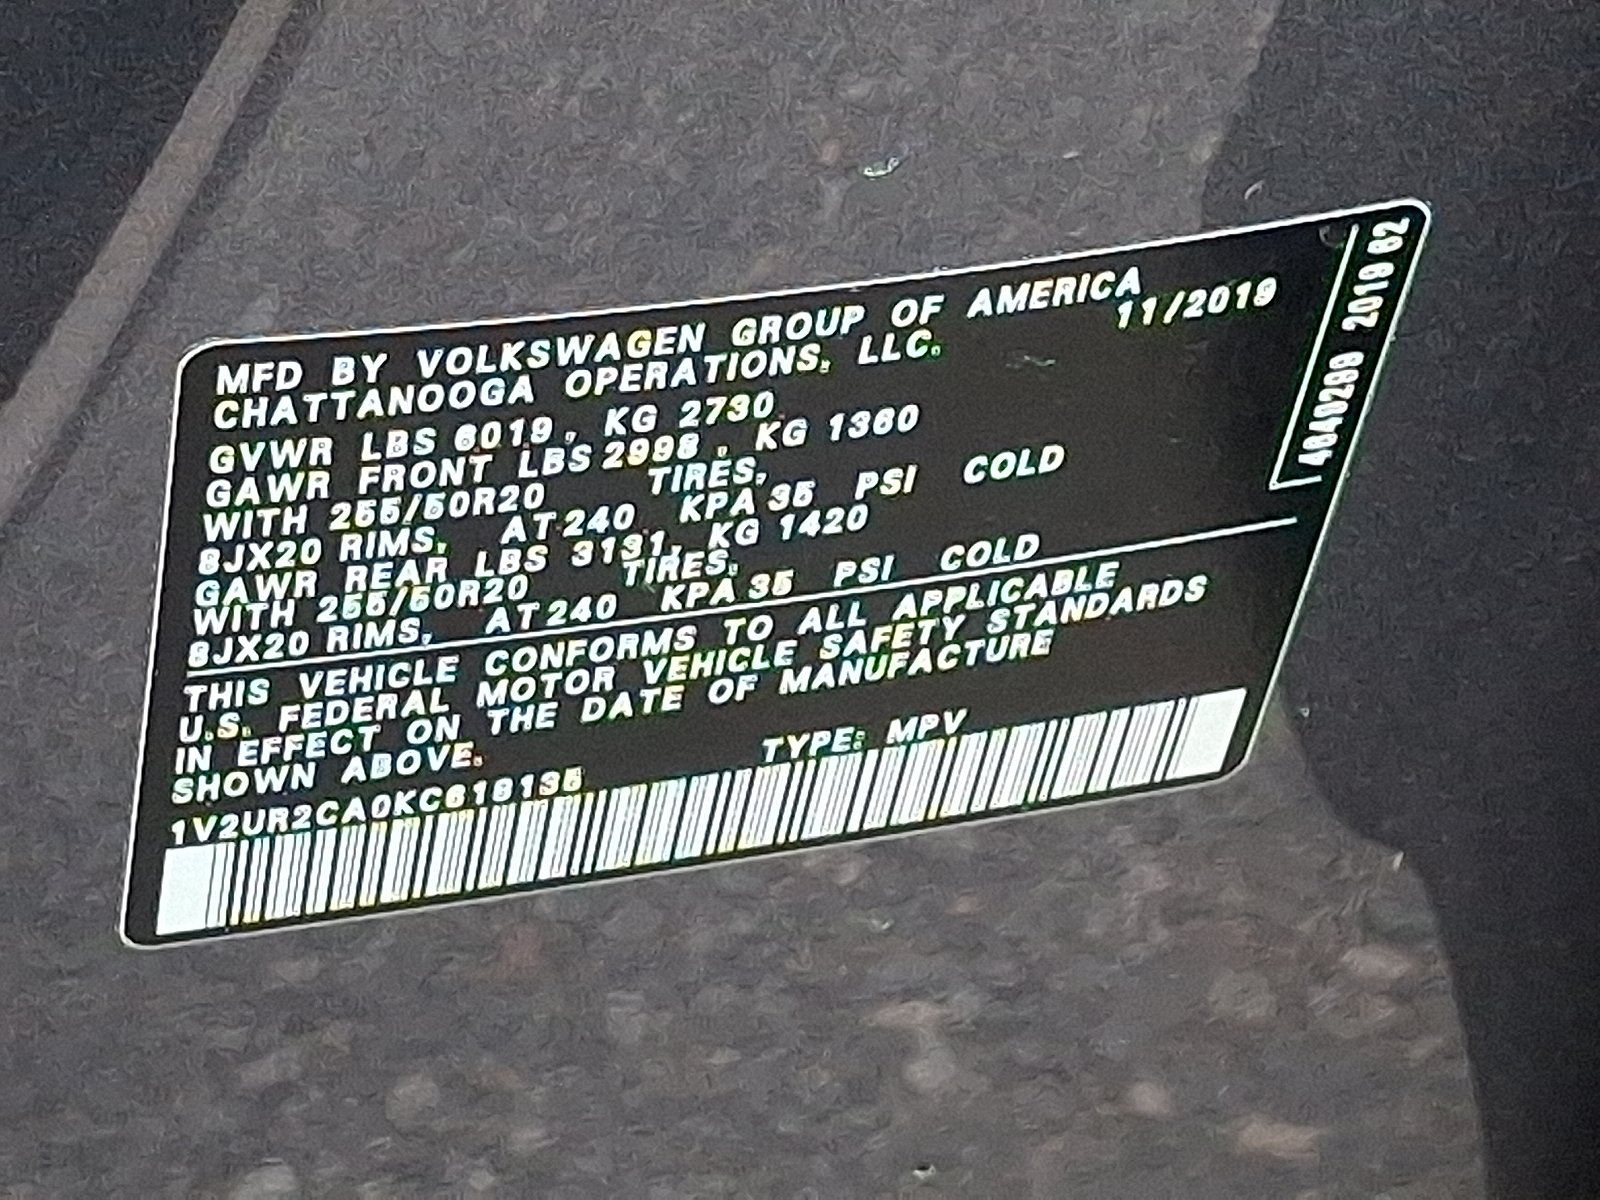 MFD BY VOLKSWAGEN GROUP OF AMERICA
CHATTANOOGA OPERATIONS, LLC. 11/2019
GVWR LBS 6019, KG 2730
GAWR FRONT LBS 2998, KG 1360
WITH 255/50R20 TIRES,
8JX20 RIMS, AT 240 KPA 35 PSI COLD
GAWR REAR LBS 3131, KG 1420
WITH 255/50R20 TIRES,
8JX20 RIMS, AT 240 KPA 35 PSI COLD
THIS VEHICLE CONFORMS TO ALL APPLICABLE
U.S. FEDERAL MOTOR VEHICLE SAFETY STANDARDS
IN EFFECT ON THE DATE OF MANUFACTURE
SHOWN ABOVE.
TYPE: MPV
1V2UR2CA0KC618135
2019 62